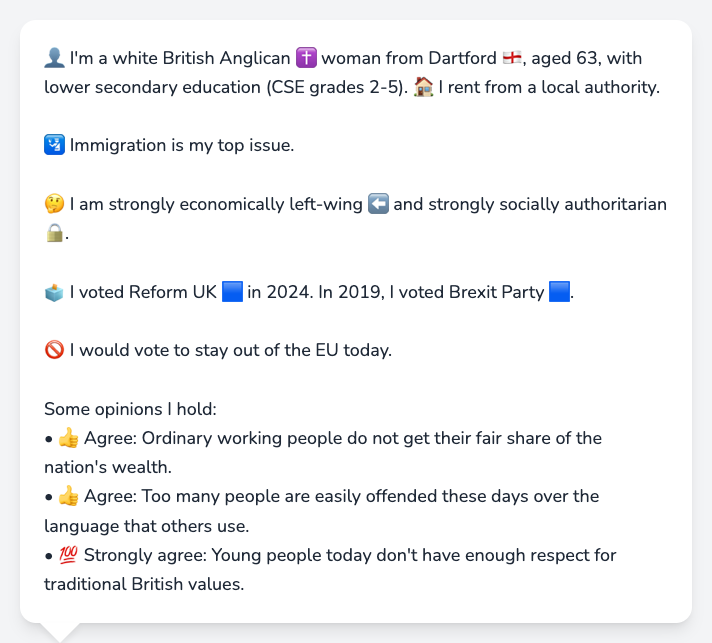 👤 I'm a white British Anglican ✝️ woman from Dartford 🏴󠁧󠁢󠁥󠁮󠁧󠁿, aged 63, with
lower secondary education (CSE grades 2-5). 🏠 I rent from a local authority.
🛂 Immigration is my top issue.
🤔 I am strongly economically left-wing ⬅️ and strongly socially authoritarian
🔒.
🗳️ I voted Reform UK 🟦 in 2024. In 2019, I voted Brexit Party 🟦.
🚫 I would vote to stay out of the EU today.
Some opinions I hold:
• 👍 Agree: Ordinary working people do not get their fair share of the
nation's wealth.
• 👍 Agree: Too many people are easily offended these days over the
language that others use.
• 💯 Strongly agree: Young people today don't have enough respect for
traditional British values.